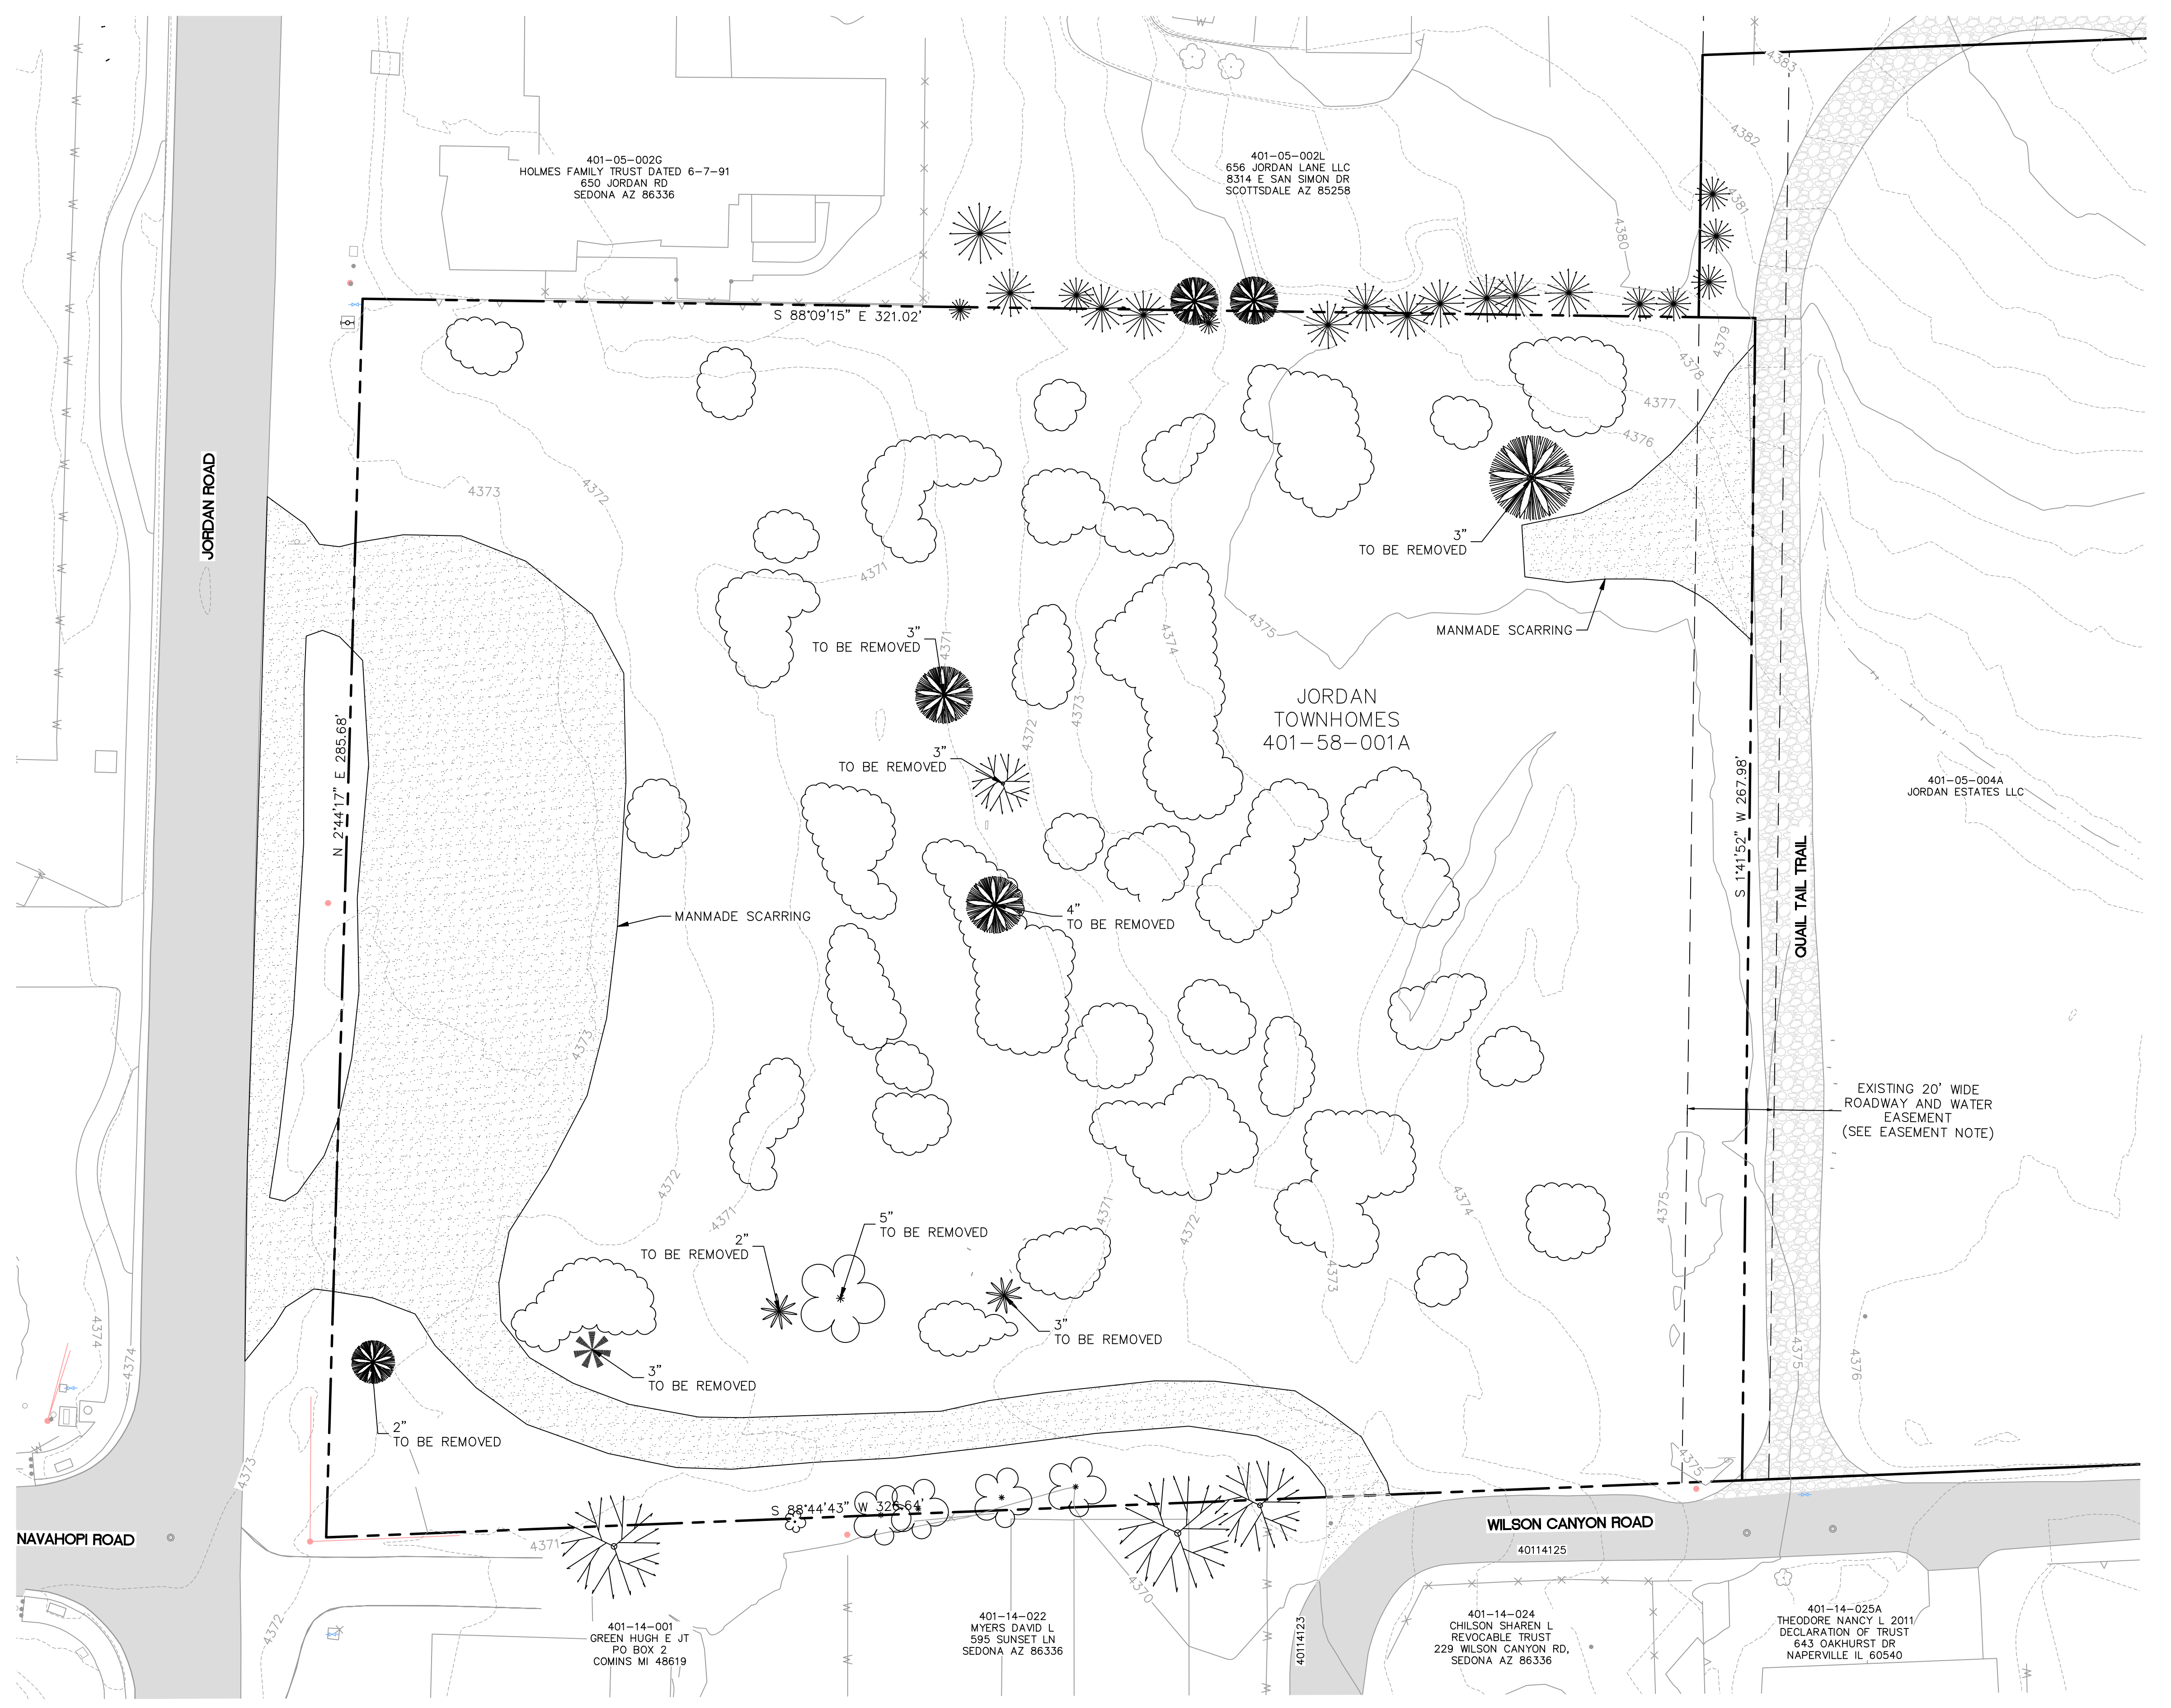 4383
4382
4381
4380
401-05-002G
HOLMES FAMILY TRUST DATED 6-7-91
650 JORDAN RD
SEDONA AZ 86336
401-05-002L
656 JORDAN LANE LLC
8314 E SAN SIMON DR
SCOTTSDALE AZ 85258
S 88°09'15" E 321.02'
4379
4378
4377
4376
JORDAN ROAD
4373
4372
4371
3"
TO BE REMOVED
4375
4374
MANMADE SCARRING
3"
TO BE REMOVED
4371
JORDAN
TOWNHOMES
401-58-001A
N 2°44'17" E 285.68'
4372
4373
3"
TO BE REMOVED
S 1°41'52" W 267.98'
401-05-004A
JORDAN ESTATES LLC
QUAIL TAIL TRAIL
4"
TO BE REMOVED
MANMADE SCARRING
4373
EXISTING 20' WIDE
ROADWAY AND WATER
EASEMENT
(SEE EASEMENT NOTE)
4372
4371
4371
4372
4374
4375
5"
TO BE REMOVED
2"
TO BE REMOVED
4373
3"
TO BE REMOVED
3"
TO BE REMOVED
4374
4374
4375
4376
2"
TO BE REMOVED
4373
4375
S 88°44'43" W 326.64'
NAVAHOPI ROAD
4371
WILSON CANYON ROAD
40114125
4370
4372
401-14-001
GREEN HUGH E JT
PO BOX 2
COMINS MI 48619
401-14-022
MYERS DAVID L
595 SUNSET LN
SEDONA AZ 86336
40114123
401-14-024
CHILSON SHAREN L
REVOCABLE TRUST
229 WILSON CANYON RD,
SEDONA AZ 86336
401-14-025A
THEODORE NANCY L 2011
DECLARATION OF TRUST
643 OAKHURST DR
NAPERVILLE IL 60540